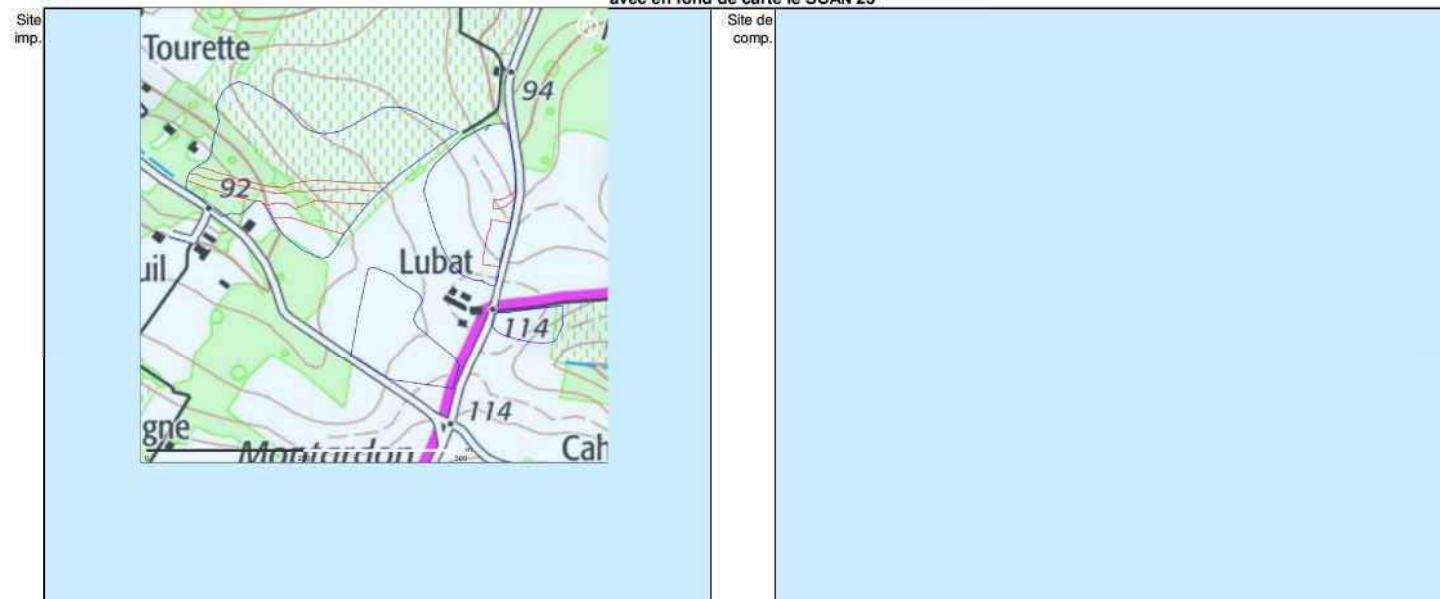 avec en fond de carte le SCAN 25
Site imp.
Site de comp.
Tourette
94
92
Lubat
uil
114
114
gne
Montardon
Cah
500